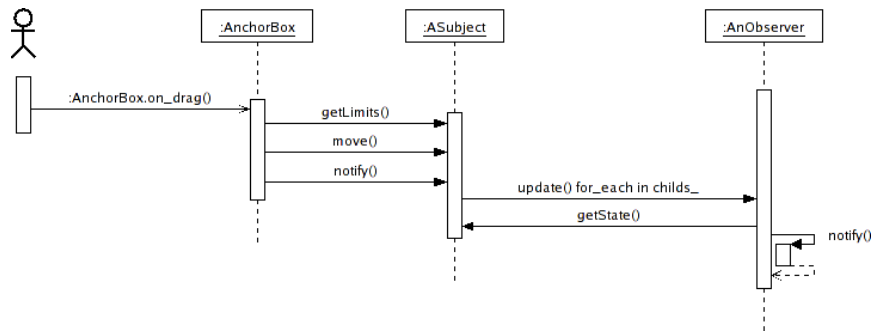 :AnchorBox
:ASubject
:AnObserver
:AnchorBox.on_drag()
getLimits()
move()
notify()
update() for_each in childs_
getState()
notify()